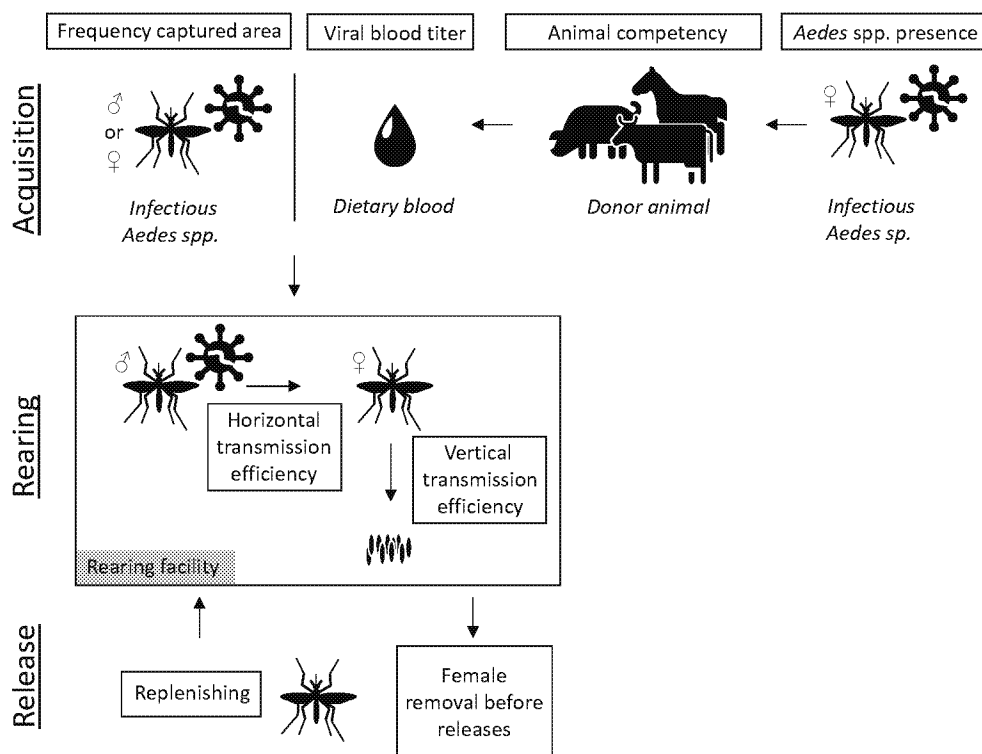 Frequency captured area
Viral blood titer
Animal competency
Aedes spp. presence
Acquisition
♂
or
♀
♀
Infectious
Aedes spp.
Dietary blood
Donor animal
Infectious
Aedes sp.
Rearing
♂
♀
Horizontal
transmission
efficiency
Vertical
transmission
efficiency
Rearing facility
Release
Replenishing
Female
removal before
releases